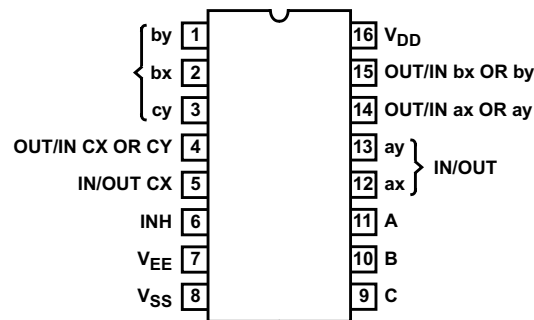 by 1
bx 2
cy 3
OUT/IN CX OR CY 4
IN/OUT CX 5
INH 6
VEE 7
VSS 8
16 VDD
15 OUT/IN bx OR by
14 OUT/IN ax OR ay
13 ay
12 ax
IN/OUT
11 A
10 B
9 C